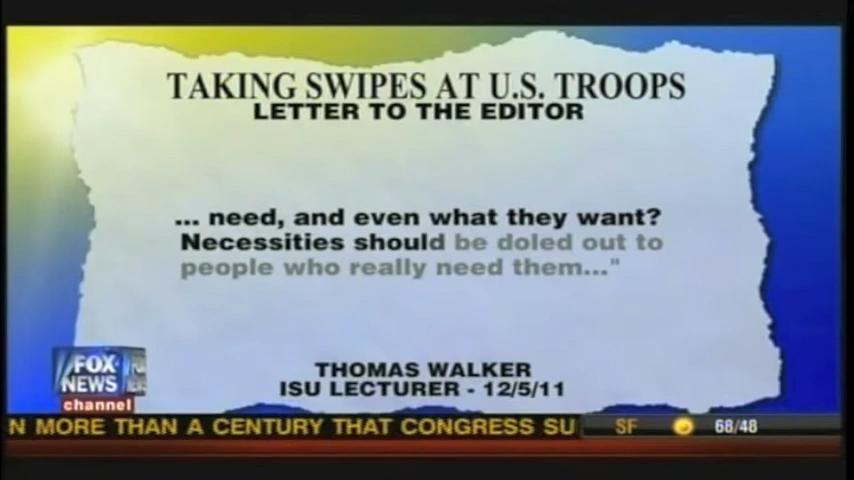 TAKING SWIPES AT U.S. TROOPS
LETTER TO THE EDITOR
... need, and even what they want?
Necessities should be doled out to
people who really need them..."
THOMAS WALKER
ISU LECTURER - 12/5/11
FOX
NEWS
channel
N MORE THAN A CENTURY THAT CONGRESS SU
SF 68/48